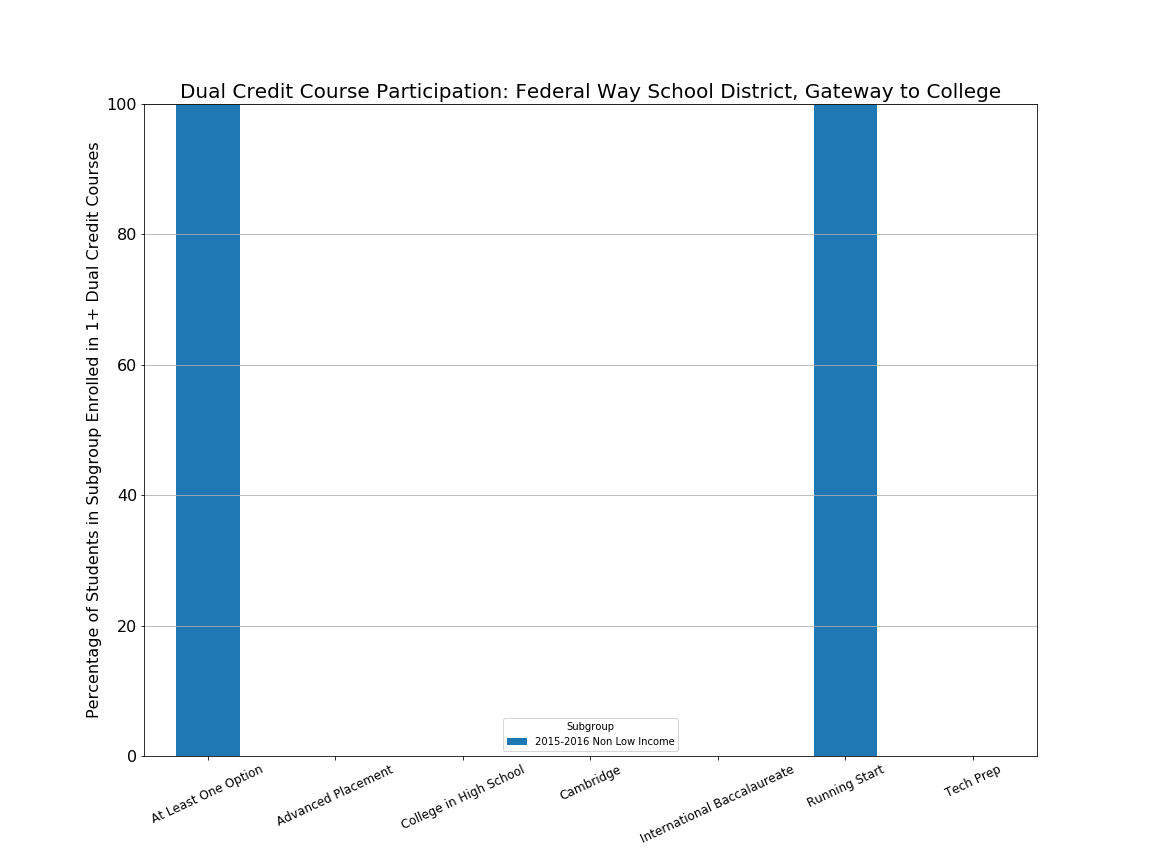 Dual Credit Course Participation: Federal Way School District, Gateway to College
Percentage of Students in Subgroup Enrolled in 1+ Dual Credit Courses
100
80
60
40
20
0
Subgroup
2015-2016 Non Low Income
At Least One Option
Advanced Placement
College in High School
Cambridge
International Baccalaureate
Running Start
Tech Prep